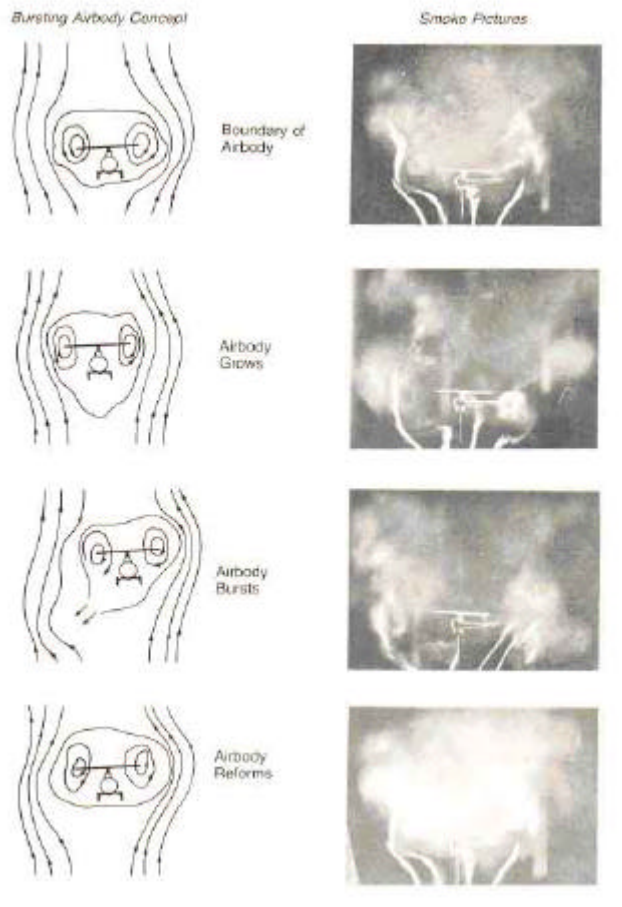 Bursting Airbody Concept
Smoke Pictures
Boundary of
Airbody
Airbody
Grows
Airbody
Bursts
Airbody
Reforms